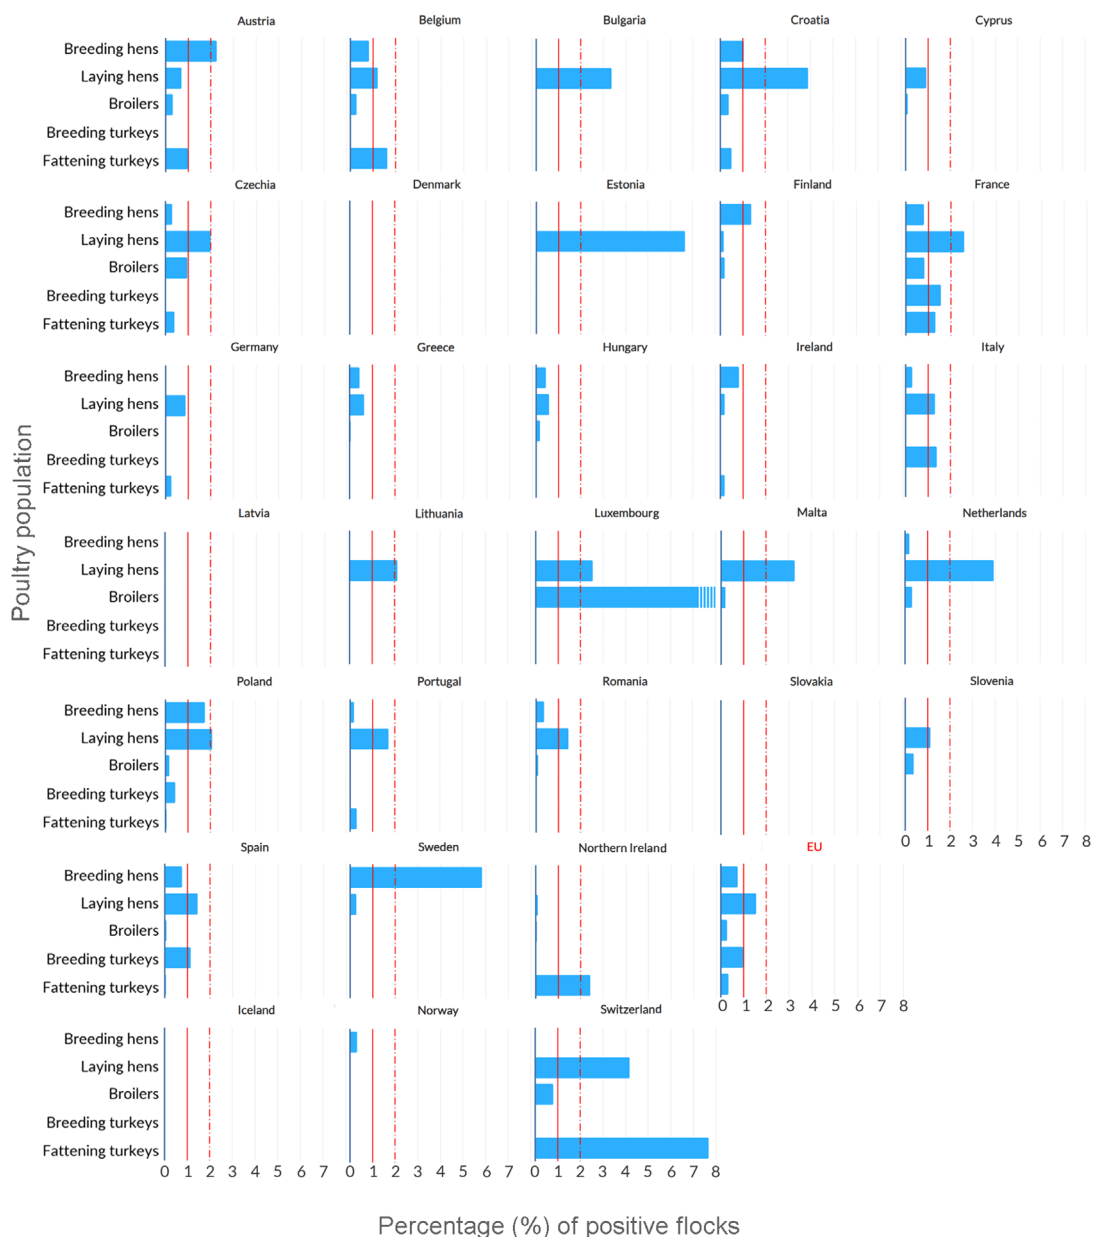 Austria Belgium Bulgaria Croatia Cyprus
Breeding hens
Laying hens
Broilers
Breeding turkeys
Fattening turkeys
Czechia Denmark Estonia Finland France
Breeding hens
Laying hens
Broilers
Breeding turkeys
Fattening turkeys
Germany Greece Hungary Ireland Italy
Breeding hens
Laying hens
Broilers
Breeding turkeys
Fattening turkeys
Poultry population
Latvia Lithuania Luxembourg Malta Netherlands
Breeding hens
Laying hens
Broilers
Breeding turkeys
Fattening turkeys
Poland Portugal Romania Slovakia Slovenia
Breeding hens
Laying hens
Broilers
Breeding turkeys
Fattening turkeys
0 1 2 3 4 5 6 7 8
Spain Sweden Northern Ireland EU
Breeding hens
Laying hens
Broilers
Breeding turkeys
Fattening turkeys
0 1 2 3 4 5 6 7 8
Iceland Norway Switzerland
Breeding hens
Laying hens
Broilers
Breeding turkeys
Fattening turkeys
0 1 2 3 4 5 6 7 0 1 2 3 4 5 6 7 0 1 2 3 4 5 6 7 8
Percentage (%) of positive flocks